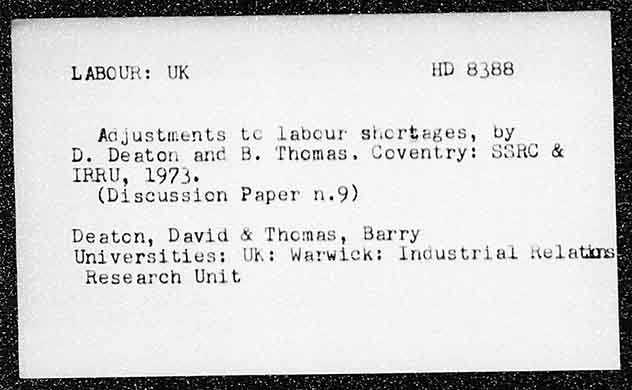 LABOUR: UK
HD 8388
Adjustments to labour shortages, by
D. Deaton and B. Thomas. Coventry: SSRC &
IRRU, 1973.
(Discussion Paper n.9)
Deaton, David & Thomas, Barry
Universities: UK: Warwick: Industrial Relations
Research Unit